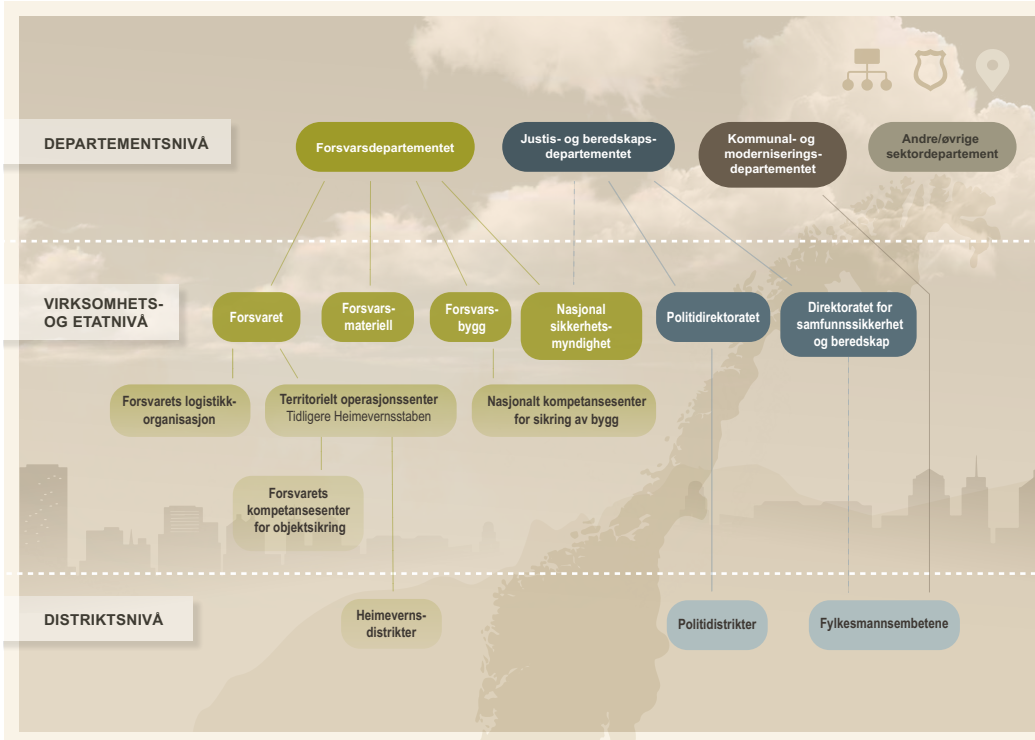 DEPARTEMENTSNIVÅ
Forsvarsdepartementet
Justis- og beredskaps-
departementet
Kommunal- og
moderniserings-
departementet
Andre/øvrige
sektordepartement
VIRKSOMHETS-
OG ETATNIVÅ
Forsvaret
Forsvars-
materiell
Forsvars-
bygg
Nasjonal
sikkerhets-
myndighet
Politidirektoratet
Direktoratet for
samfunnssikkerhet
og beredskap
Forsvarets logistikk-
organisasjon
Territorielt operasjonssenter
Tidligere Heimevernsstaben
Nasjonalt kompetansesenter
for sikring av bygg
Forsvarets
kompetansesenter
for objektsikring
DISTRIKTSNIVÅ
Heimeverns-
distrikter
Politidistrikter
Fylkesmannsembetene